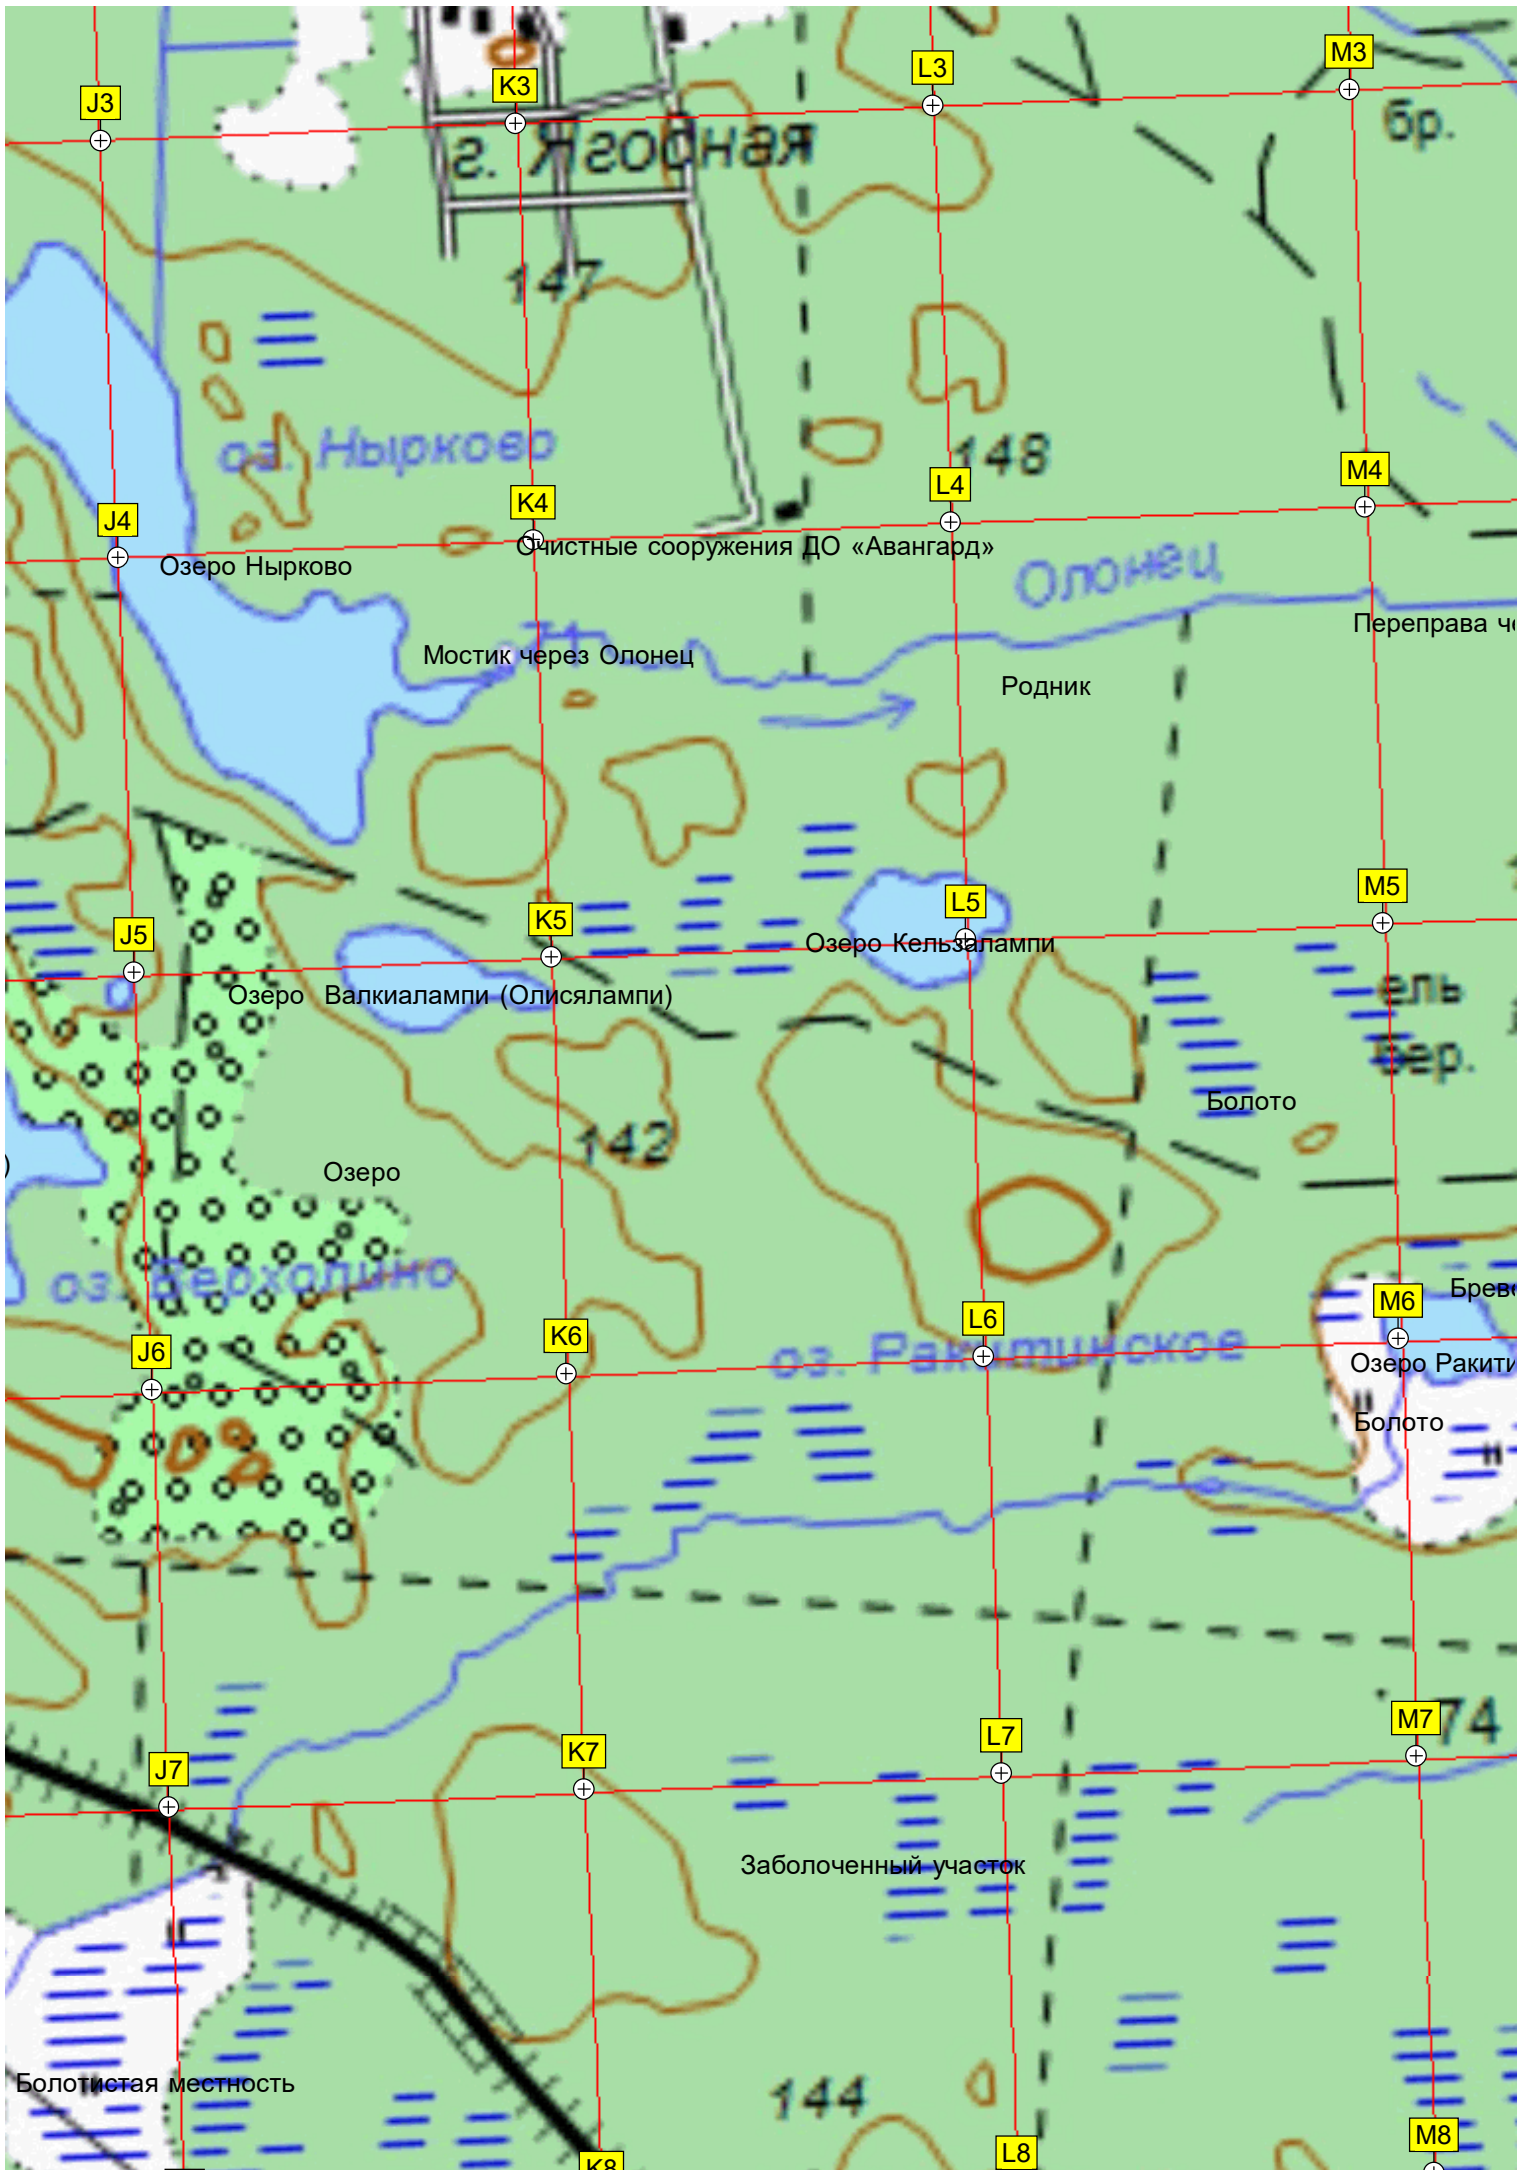 M3
L3
K3
J3
бр.
г. Ягодная
147
оз. Нырково
148
M4
L4
K4
J4
Очистные сооружения ДО «Авангард»
Озеро Нырково
Олонец
Переправа че
71
Мостик через Олонец
Родник
M5
L5
K5
J5
Озеро Кельзалампи
Озеро Валкиалампи (Олисялампи)
ель
бер.
Болото
142
)
Озеро
оз. Верхолино
Брев
M6
L6
K6
J6
оз. Ракитинское
Озеро Ракити
Болото
M7
74
L7
K7
J7
Заболоченный участок
Болотистая местность
144
M8
L8
K8